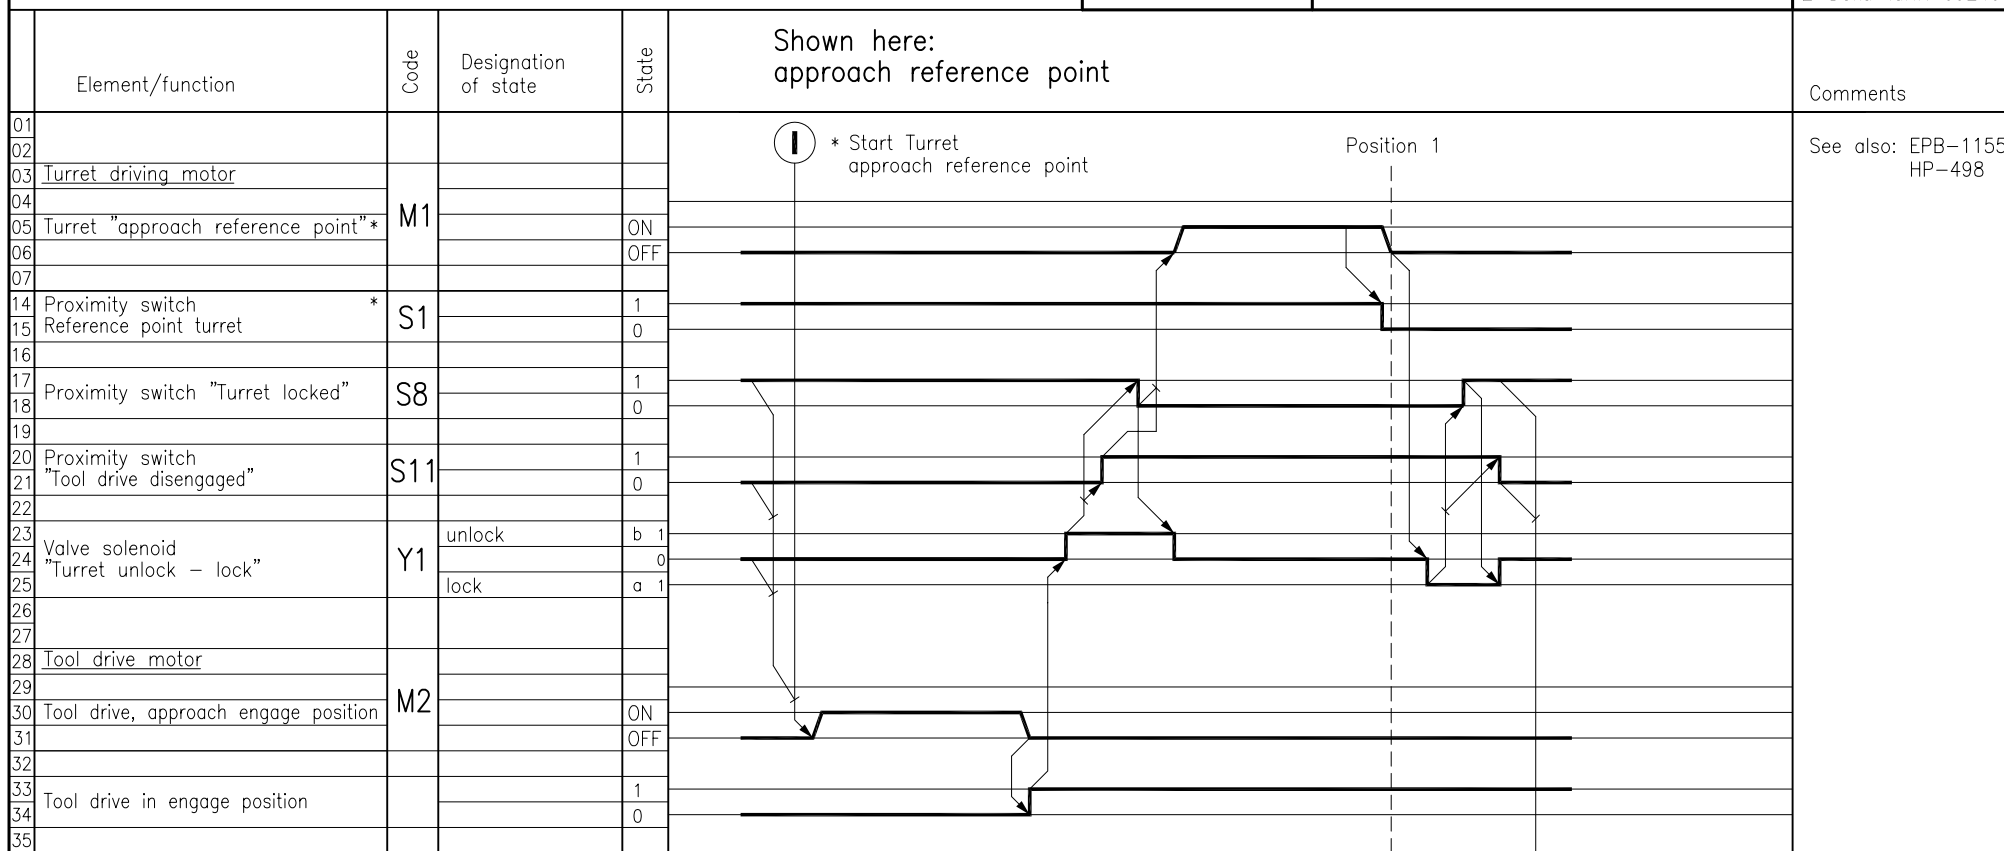 Shown here:
approach reference point
Element/function
Code
Designation
of state
State
Comments
01
02
* Start Turret
approach reference point
Position 1
See also: EPB-1155
HP-498
03 Turret driving motor
04
M1
05 Turret "approach reference point"* ON
06 OFF
07
14 Proximity switch * 1
S1
15 Reference point turret 0
16
17 1
Proximity switch "Turret locked" S8
18 0
19
20 Proximity switch 1
S11
21 "Tool drive disengaged" 0
22
23 unlock b 1
Valve solenoid
24 Y1 0
"Turret unlock - lock"
25 lock a 1
26
27
28 Tool drive motor
29
M2
30 Tool drive, approach engage position ON
31 OFF
32
33 1
Tool drive in engage position
34 0
35